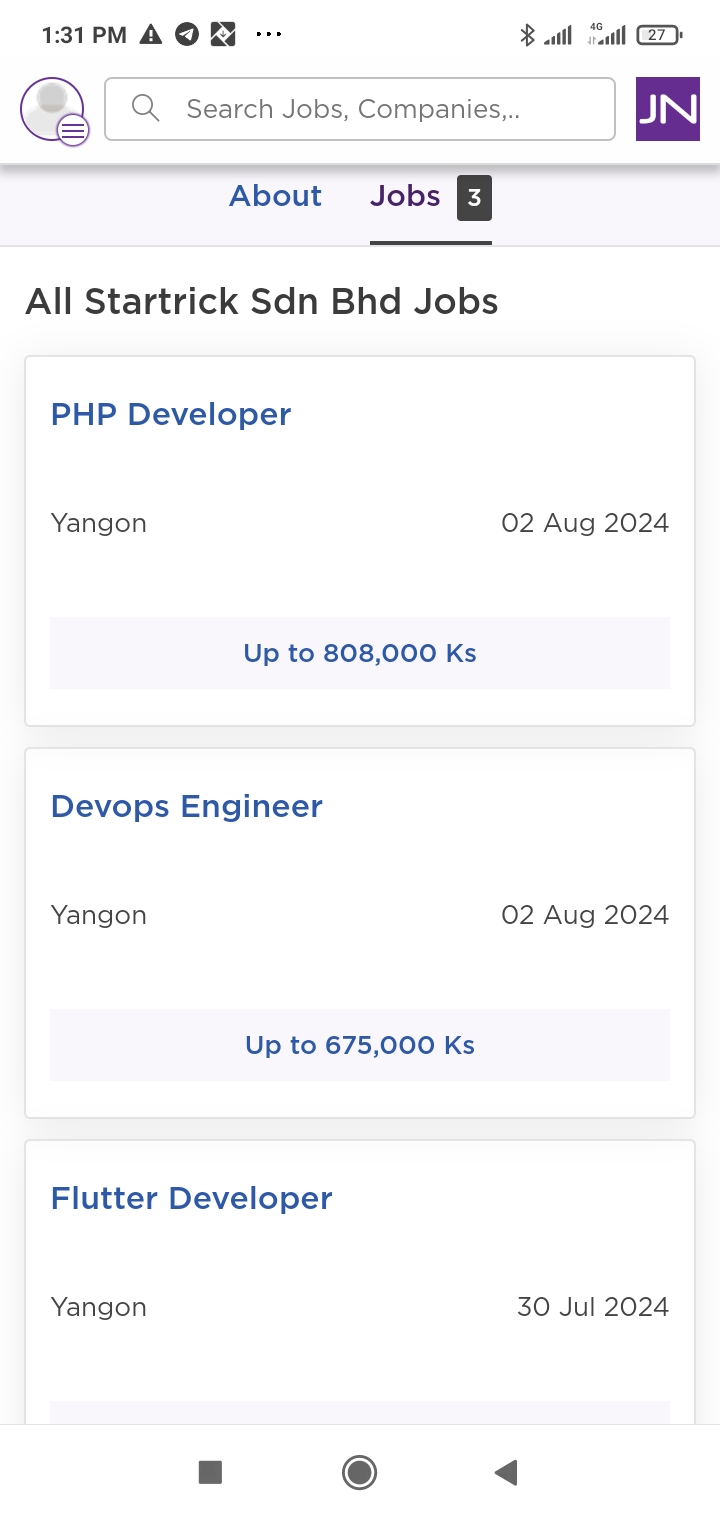 1:31 PM
4G
27
Search Jobs, Companies,..
JN
About Jobs 3
All Startrick Sdn Bhd Jobs
PHP Developer
Yangon 02 Aug 2024
Up to 808,000 Ks
Devops Engineer
Yangon 02 Aug 2024
Up to 675,000 Ks
Flutter Developer
Yangon 30 Jul 2024